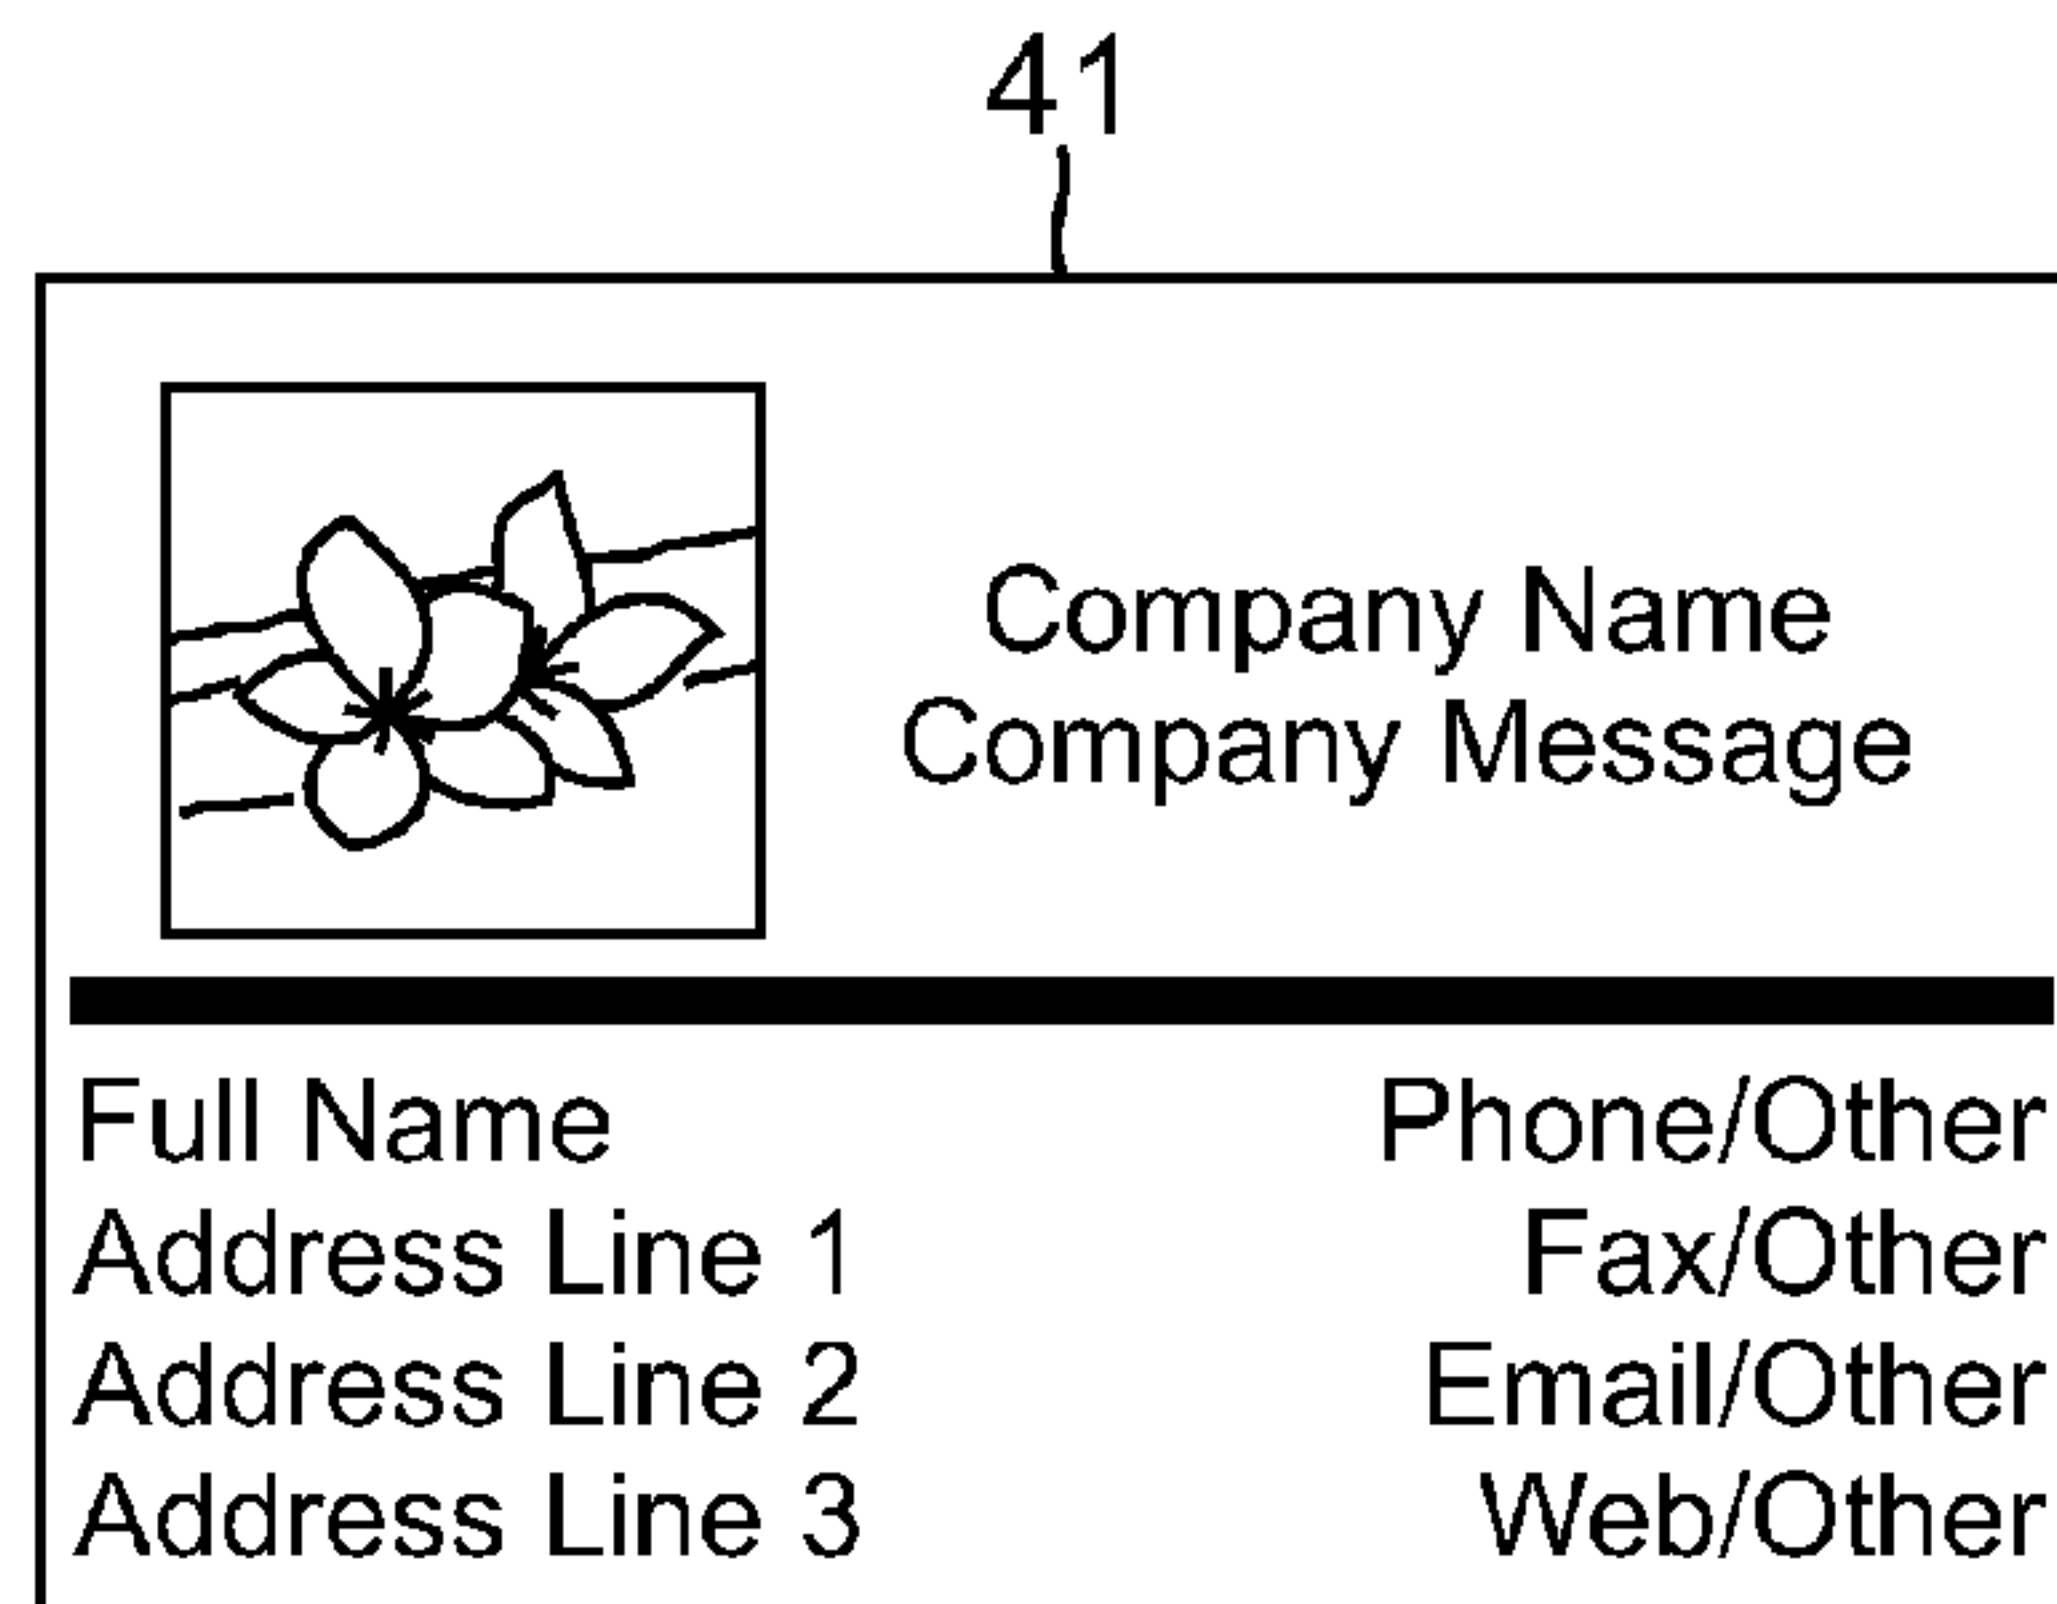 41
Company Name
Company Message
Full Name
Address Line 1
Address Line 2
Address Line 3
Phone/Other
Fax/Other
Email/Other
Web/Other